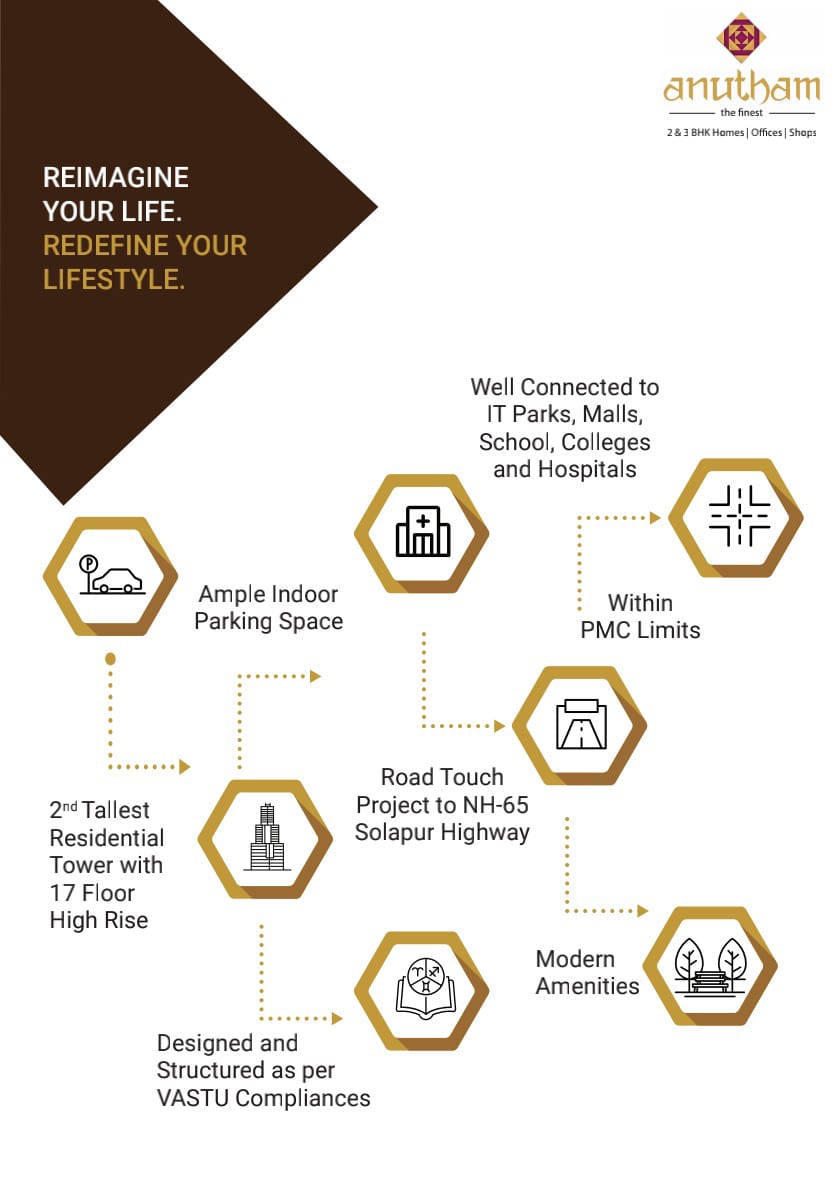 anutham
the finest
2 & 3 BHK Homes | Offices | Shops
REIMAGINE
YOUR LIFE.
REDEFINE YOUR
LIFESTYLE.
Well Connected to
IT Parks, Malls,
School, Colleges
and Hospitals
P
Ample Indoor
Parking Space
Within
PMC Limits
2nd Tallest
Residential
Tower with
17 Floor
High Rise
Road Touch
Project to NH-65
Solapur Highway
Modern
Amenities
Designed and
Structured as per
VASTU Compliances